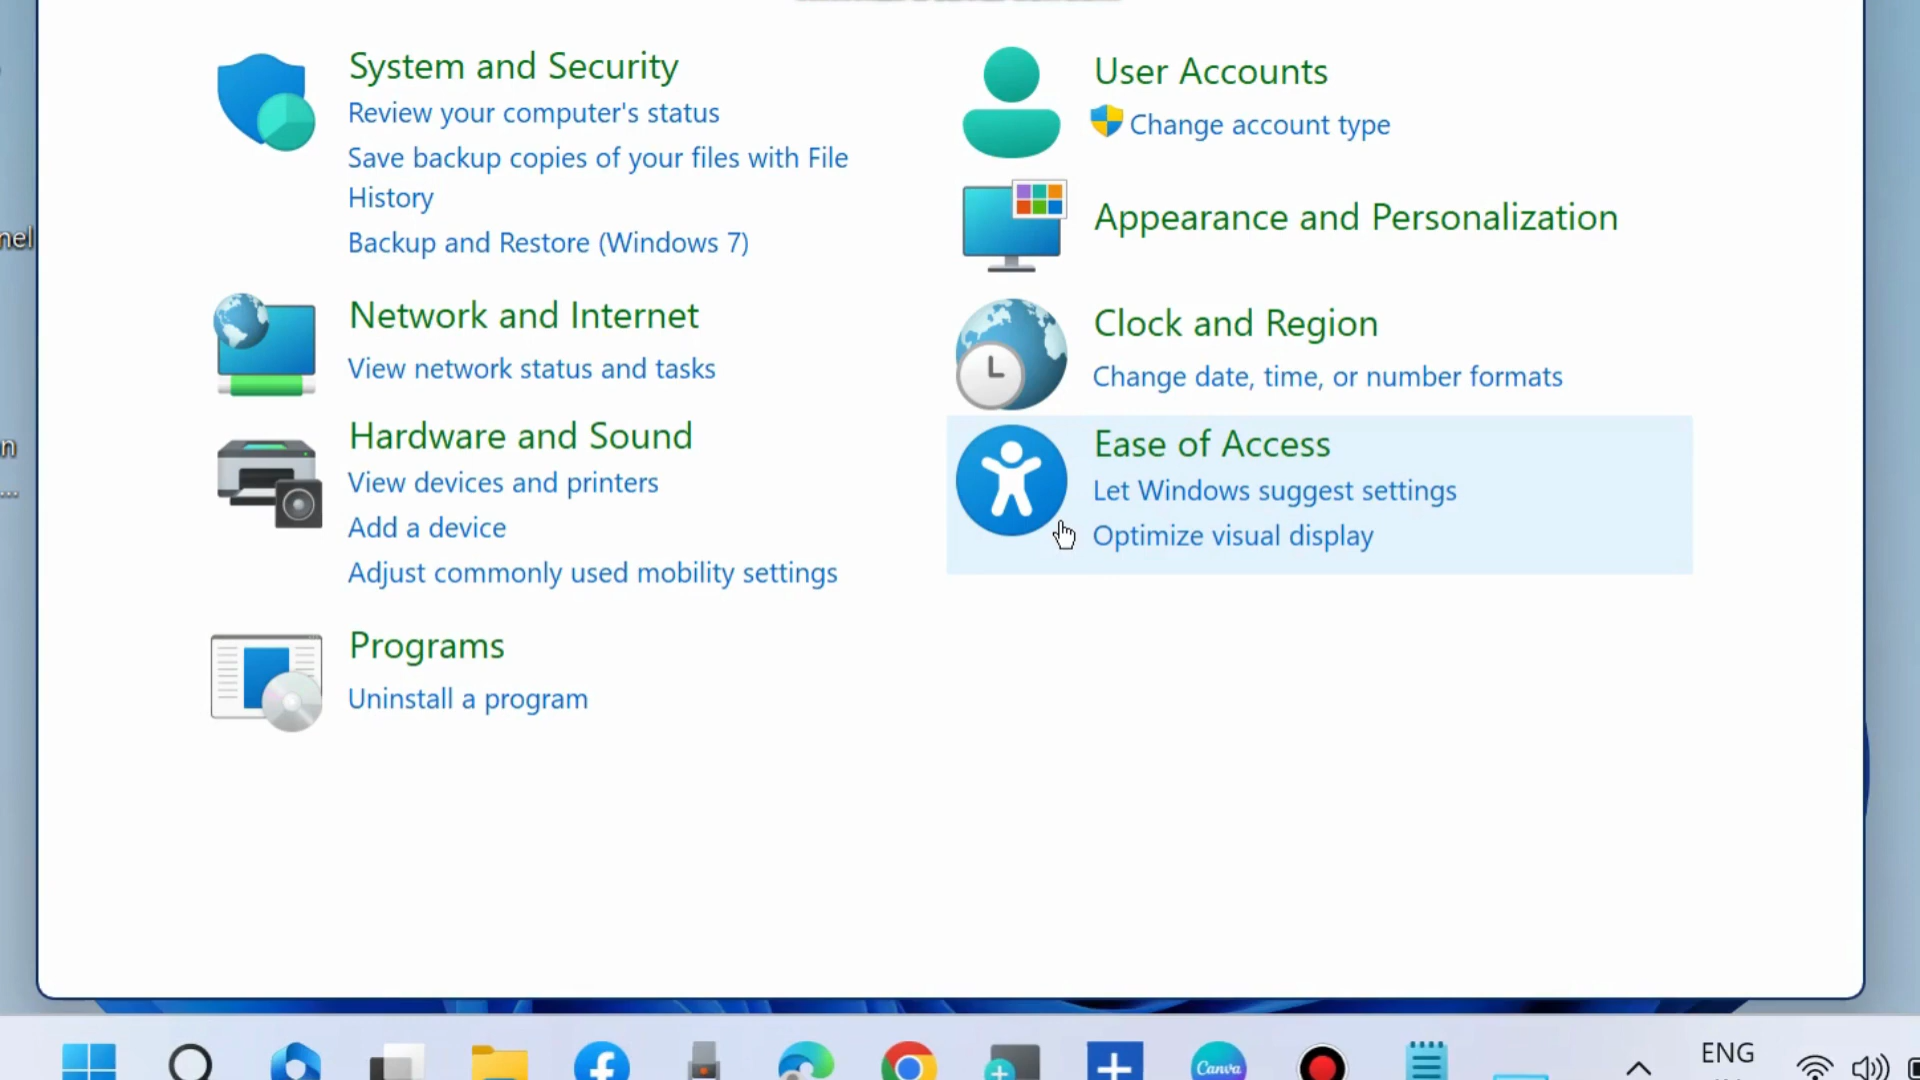 System and Security
Review your computer's status
Save backup copies of your files with File
History
Backup and Restore (Windows 7)
Network and Internet
View network status and tasks
Hardware and Sound
View devices and printers
Add a device
Adjust commonly used mobility settings
Programs
Uninstall a program
User Accounts
Change account type
Appearance and Personalization
Clock and Region
Change date, time, or number formats
Ease of Access
Let Windows suggest settings
Optimize visual display
nel
n
...
Canva
ENG